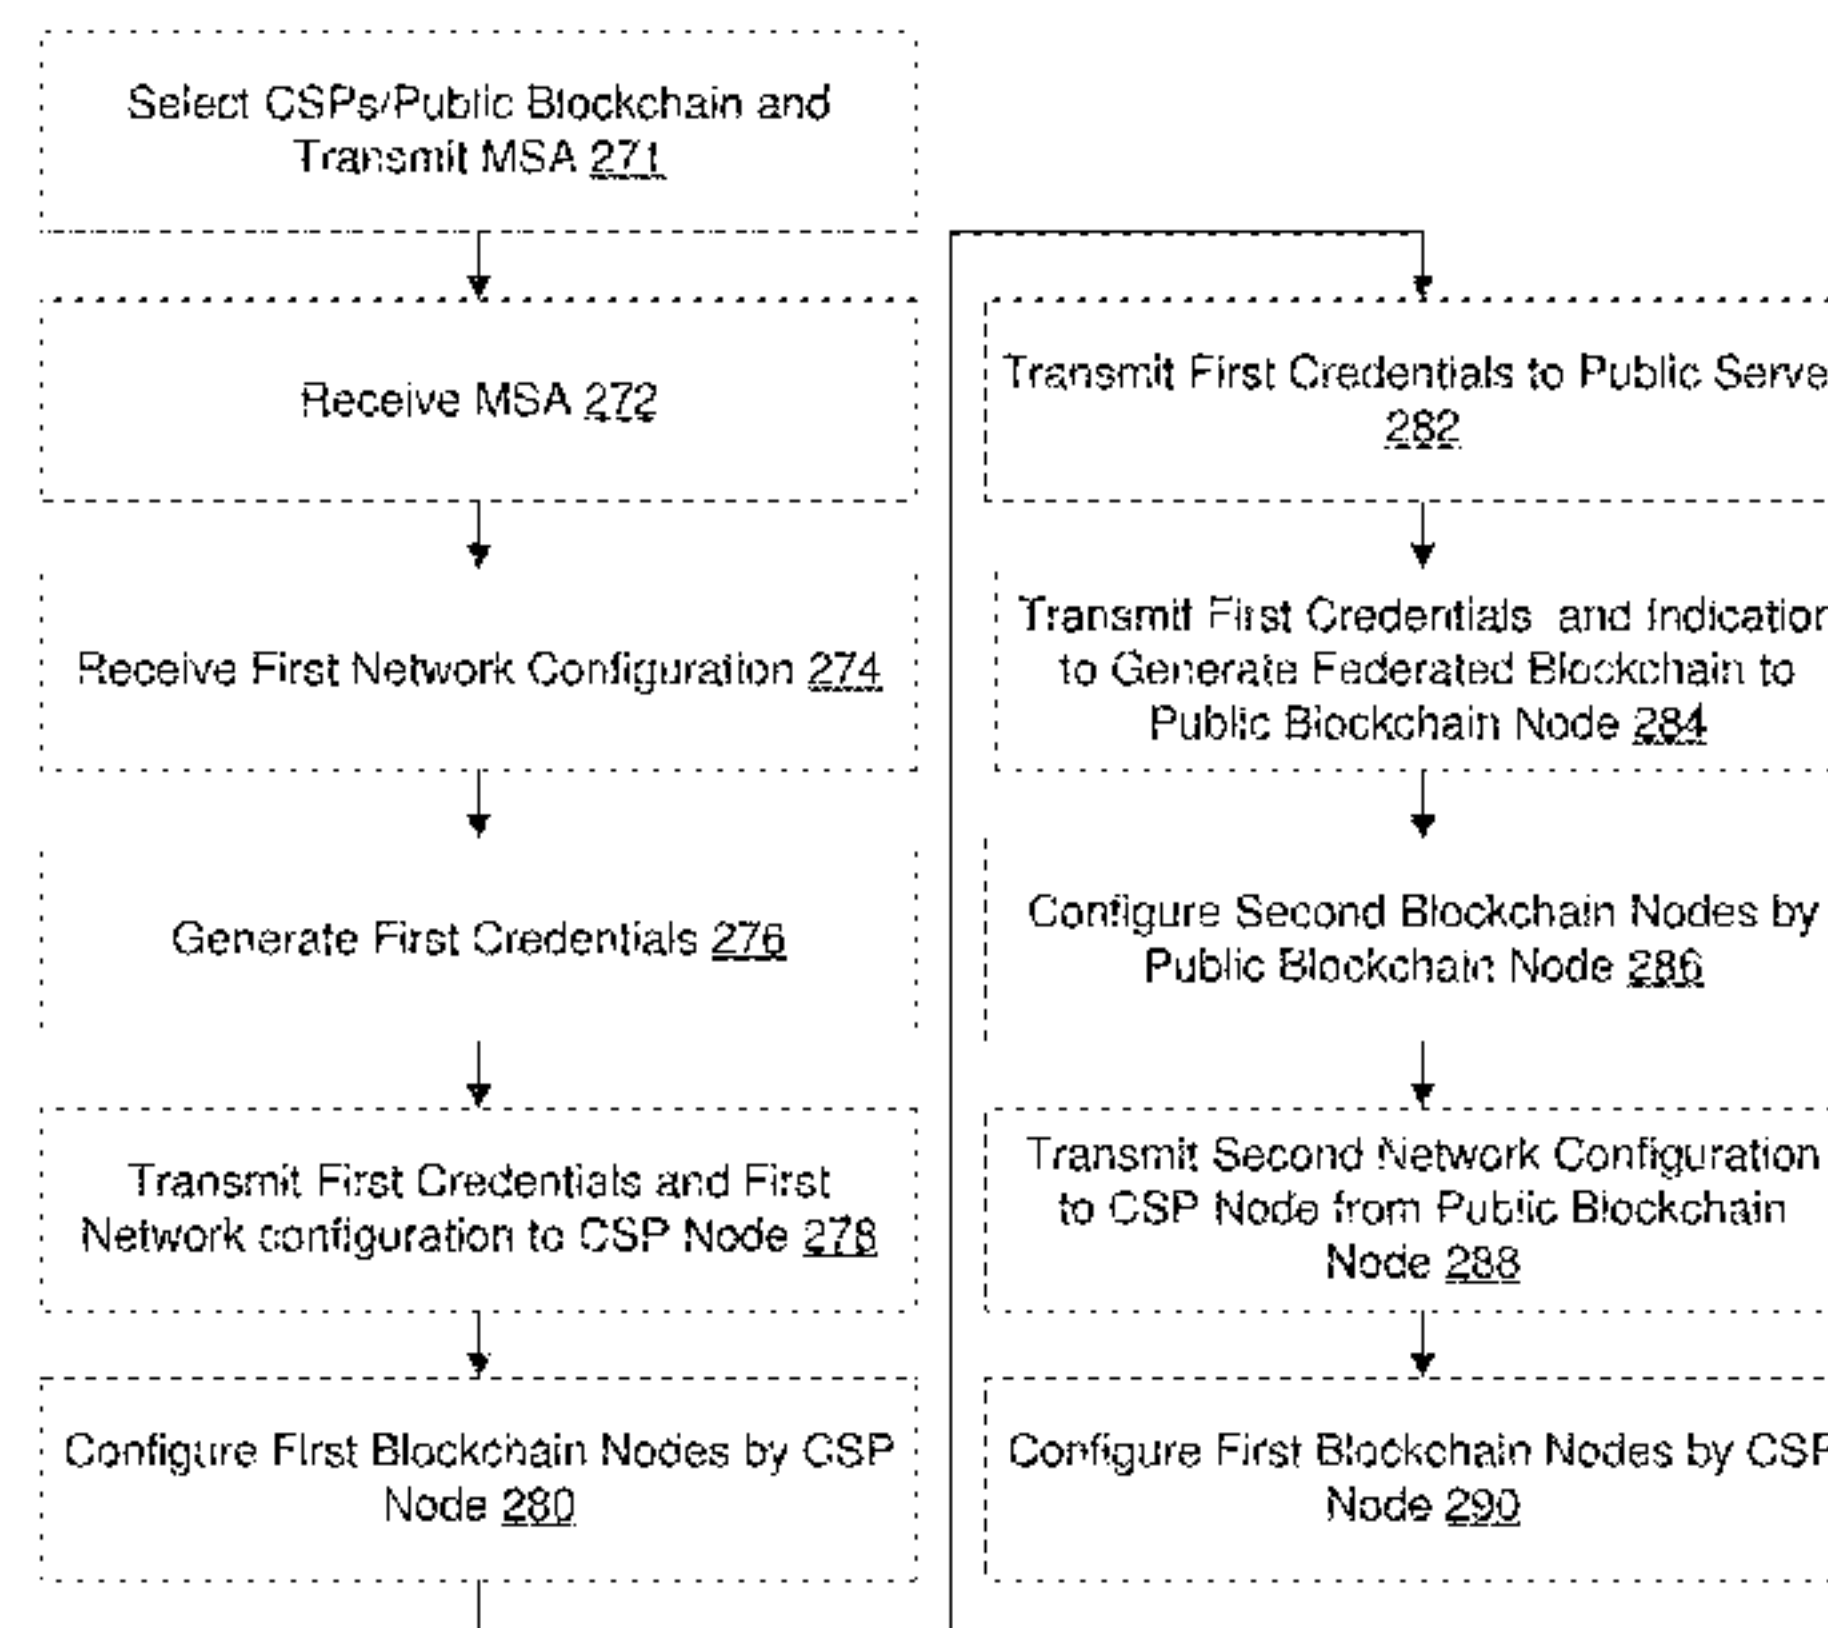 Select CSPs/Public Blockchain and
Transmit MSA 271
Receive MSA 272
Receive First Network Configuration 274
Generate First Credentials 276
Transmit First Credentials and First
Network configuration to CSP Node 278
Configure First Blockchain Nodes by CSP
Node 280
Transmit First Credentials to Public Serve
282
Transmit First Credentials and Indication
to Generate Federated Blockchain to
Public Blockchain Node 284
Configure Second Blockchain Nodes by
Public Blockchain Node 286
Transmit Second Network Configuration
to CSP Node from Public Blockchain
Node 288
Configure First Blockchain Nodes by CSP
Node 290